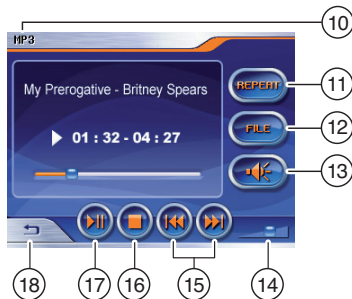 10
MP3
My Prerogative - Britney Spears
REPEAT
11
01 : 32 - 04 : 27
FILE
12
13
18
17
16
15
14